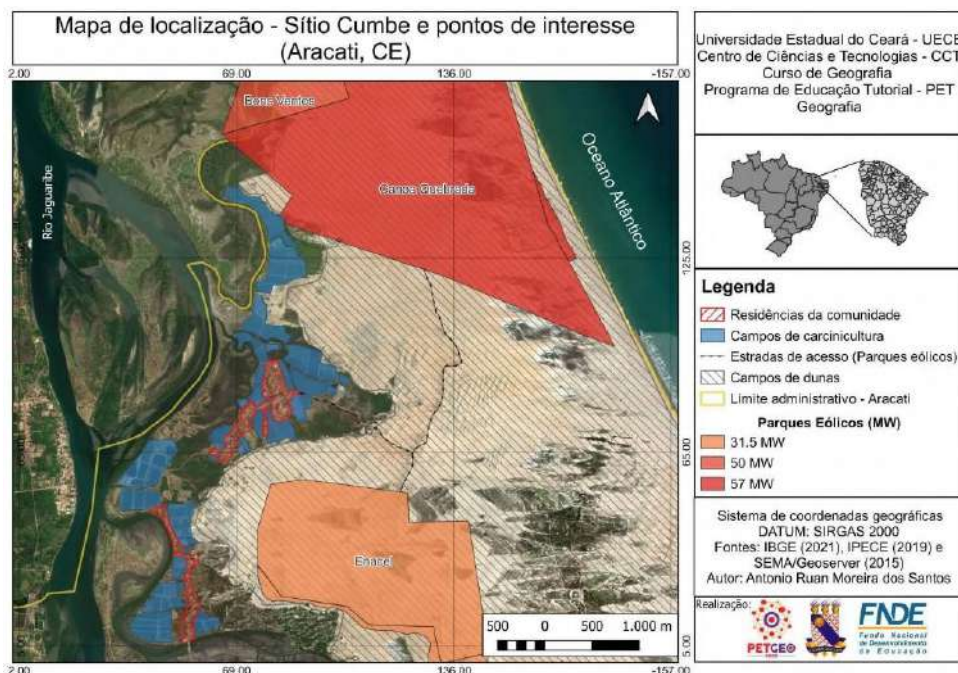 Mapa de localização - Sítio Cumbe e pontos de interesse
(Aracati, CE)
2.00
69.00
136.00
-157.00
Bons Ventos
Canoa Quebrada
Oceano Atlântico
Rio Jaguaribe
125.00
65.00
Enacel
500 0 500 1.000 m
5.00
2.00
69.00
136.00
-157.00
Universidade Estadual do Ceará - UECE
Centro de Ciências e Tecnologias - CCT
Curso de Geografia
Programa de Educação Tutorial - PET
Geografia
Legenda
Residências da comunidade
Campos de carcinicultura
Estradas de acesso (Parques eólicos)
Campos de dunas
Limite administrativo - Aracati
Parques Eólicos (MW)
31.5 MW
50 MW
57 MW
Sistema de coordenadas geográficas
DATUM: SIRGAS 2000
Fontes: IBGE (2021), IPECE (2019) e
SEMA/Geoserver (2015)
Autor: Antonio Ruan Moreira dos Santos
Realização:
PETGEO
FNDE
Fundo Nacional
de Desenvolvimento
da Educação